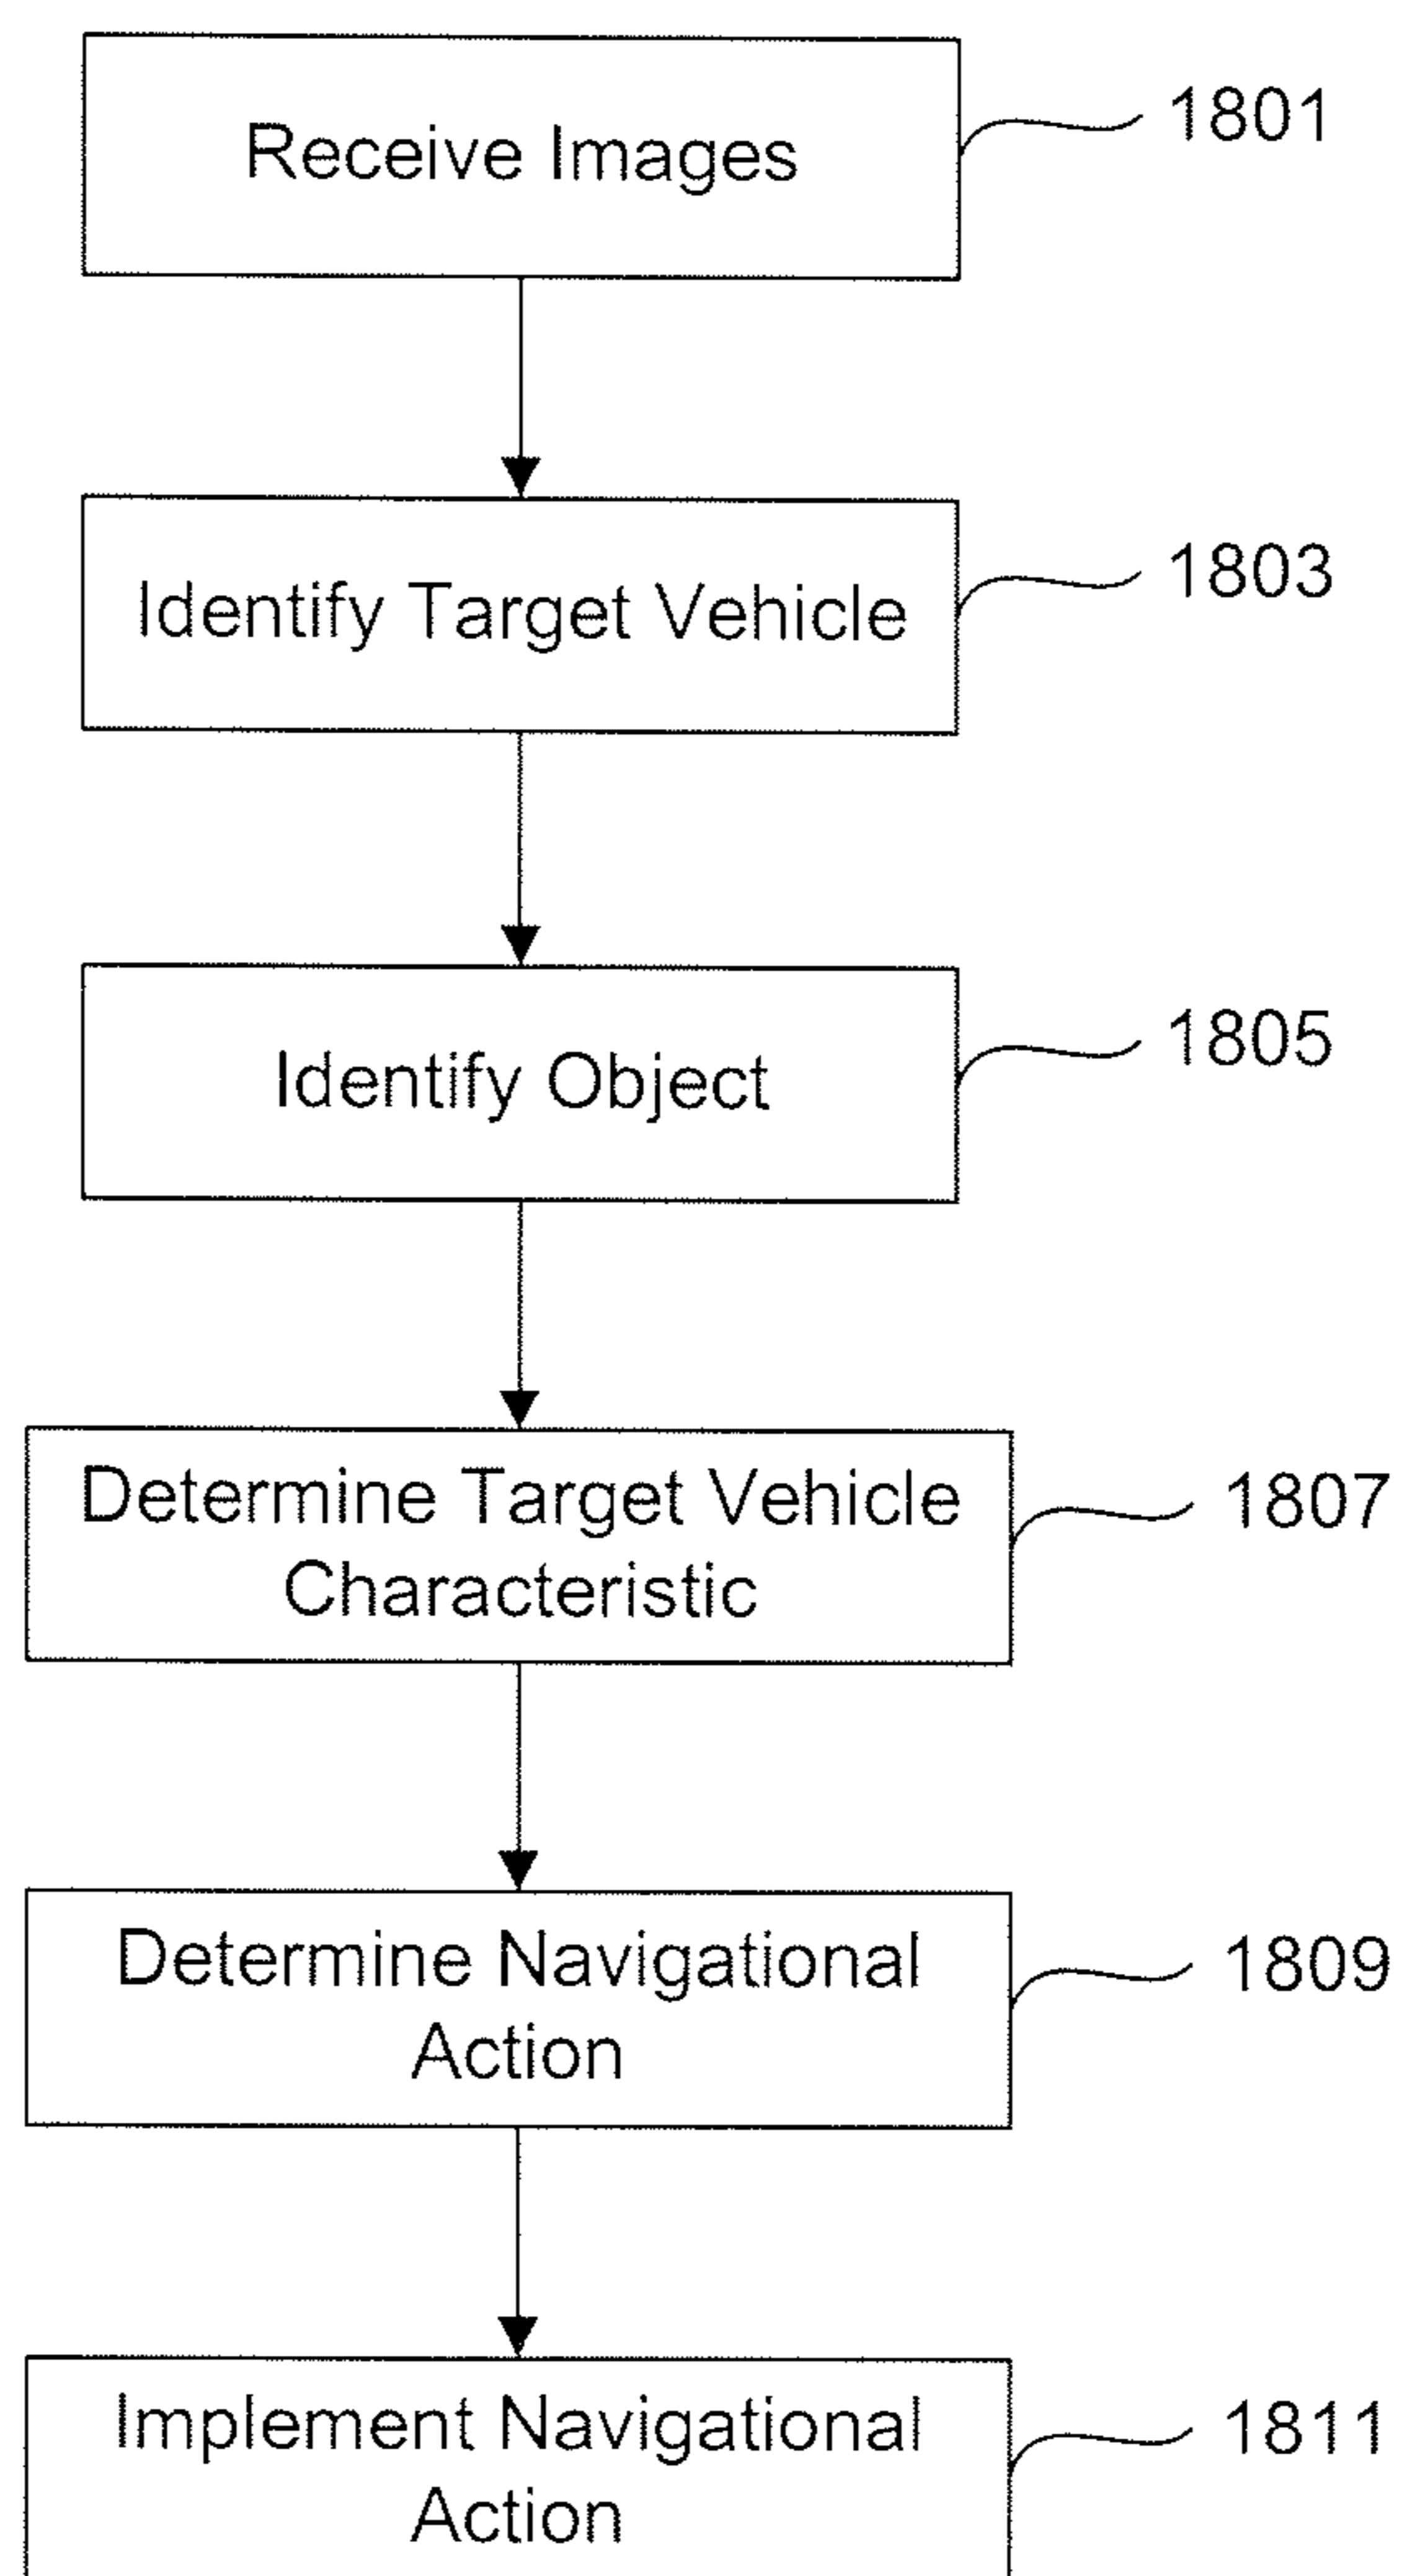 Receive Images
1801
Identify Target Vehicle
1803
Identify Object
1805
Determine Target Vehicle
Characteristic
1807
Determine Navigational
Action
1809
Implement Navigational
Action
1811